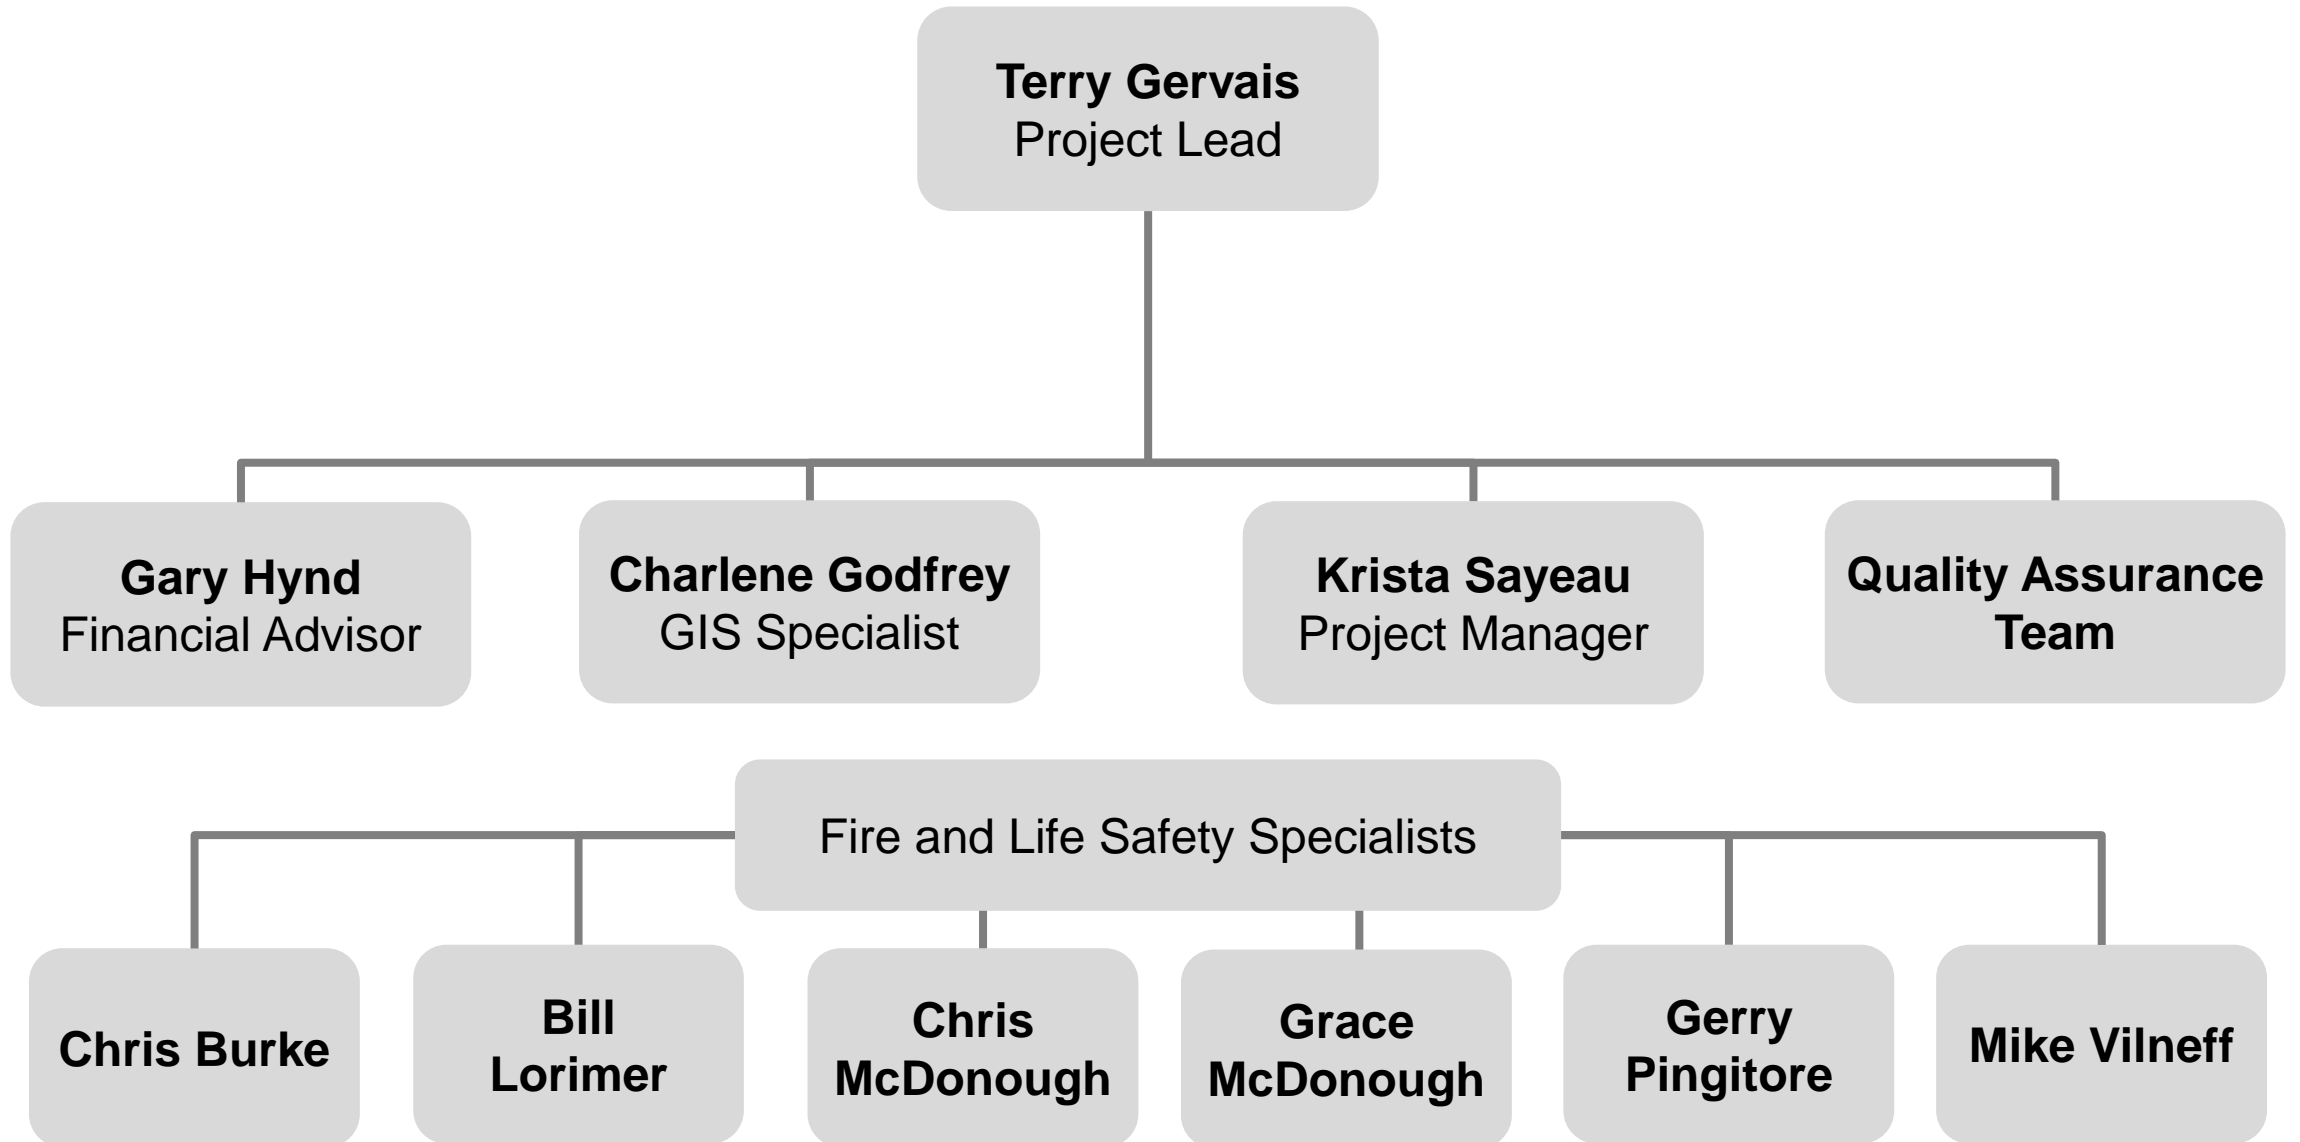 Terry Gervais
Project Lead
Gary Hynd
Financial Advisor
Charlene Godfrey
GIS Specialist
Krista Sayeau
Project Manager
Quality Assurance
Team
Fire and Life Safety Specialists
Chris Burke
Bill
Lorimer
Chris
McDonough
Grace
McDonough
Gerry
Pingitore
Mike Vilneff